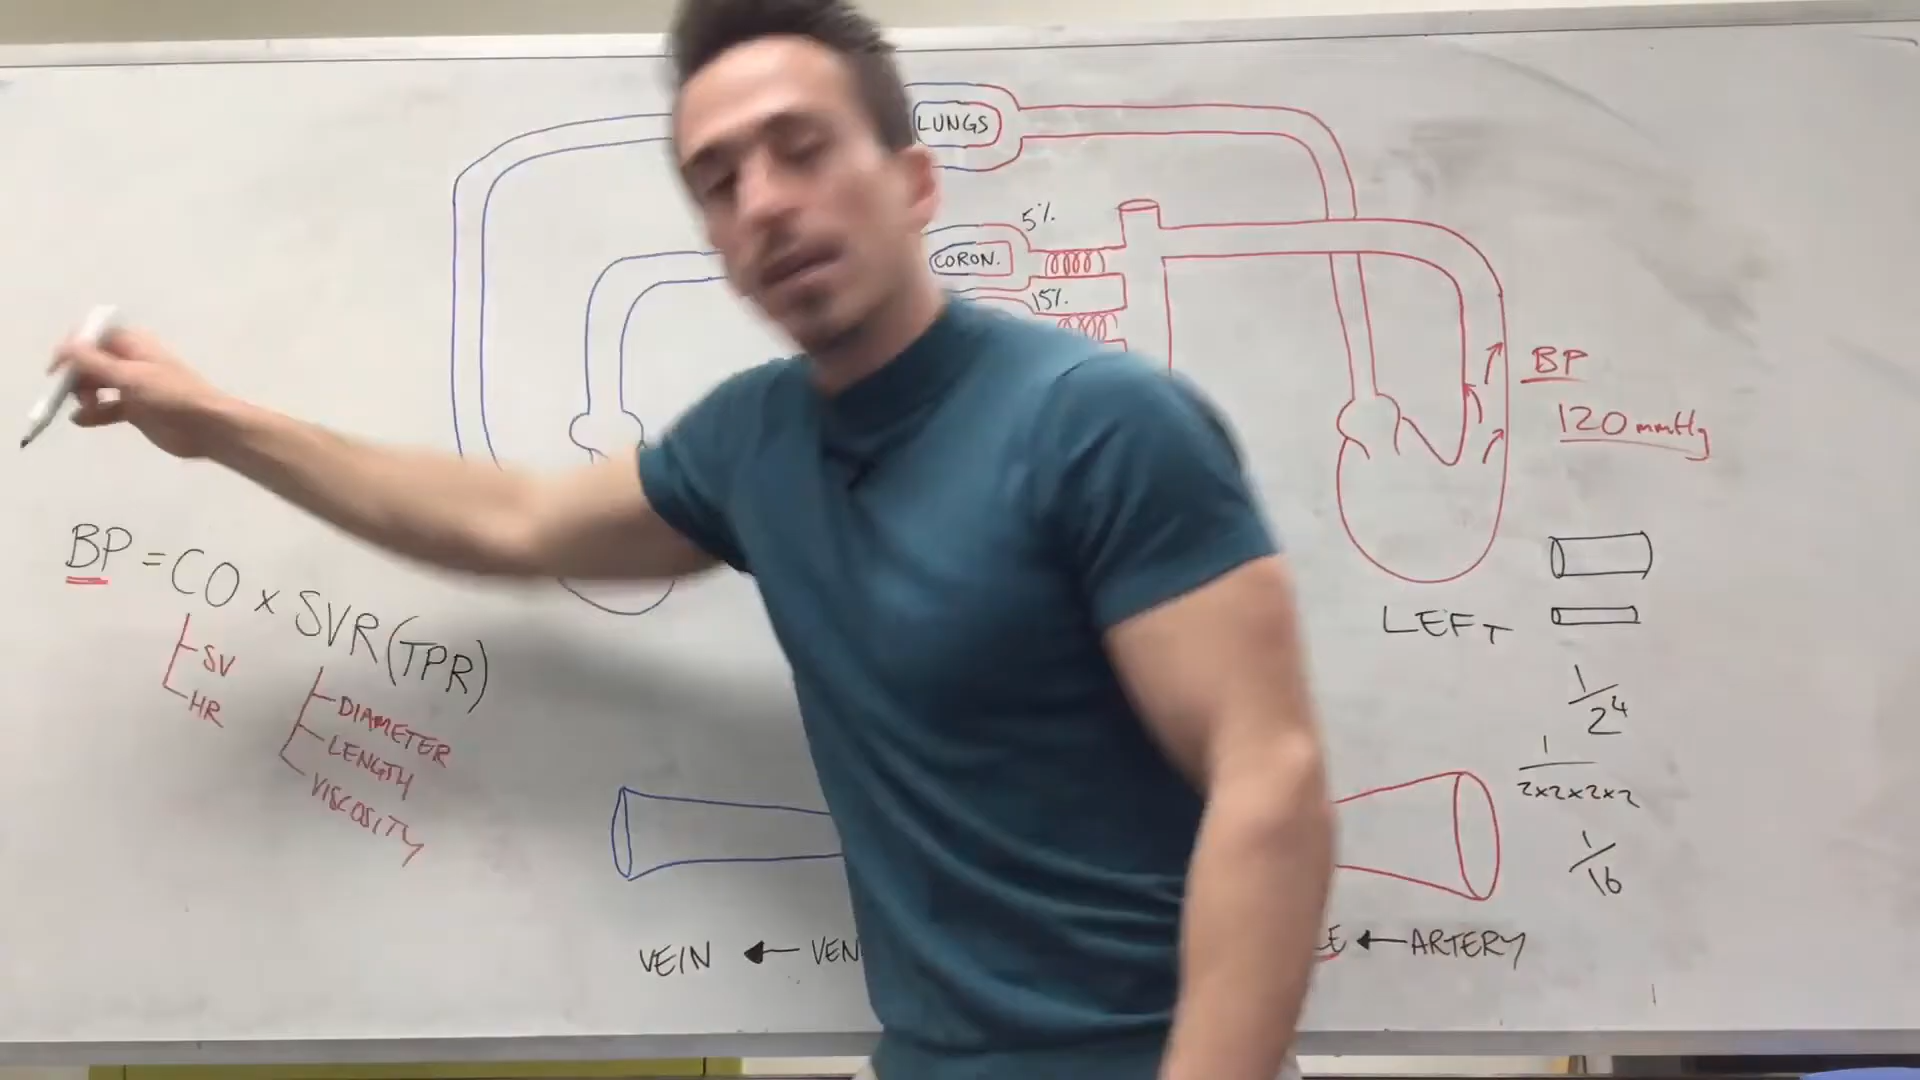 LUNGS
5%
CORON.
15%
BP
120 mmHg
BP = CO x SVR (TPR)
SV
HR
DIAMETER
LENGTH
VISCOSITY
LEFT
1/2⁴
1
2x2x2x2
1/16
VEIN ← VEN
LE ← ARTERY